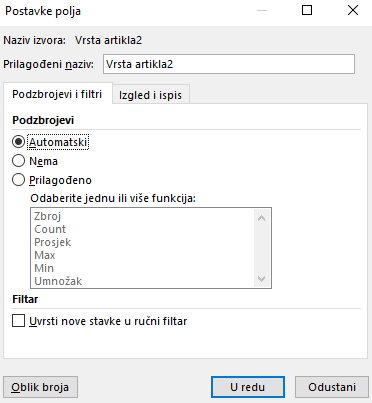 Postavke polja
Naziv izvora: Vrsta artikla2
Prilagođeni naziv: Vrsta artikla2
Podzbrojevi i filtri
Izgled i ispis
Podzbrojevi
Automatski
Nema
Prilagođeno
Odaberite jednu ili više funkcija:
Zbroj
Count
Prosjek
Max
Min
Umnožak
Filtar
Uvrsti nove stavke u ručni filtar
Oblik broja
U redu
Odustani